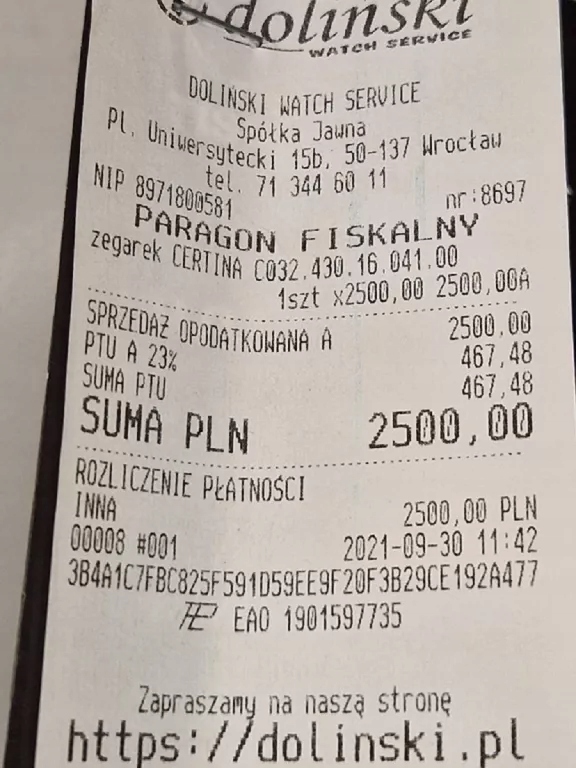 dolinski
WATCH SERVICE
DOLIŃSKI WATCH SERVICE
Spółka Jawna
Pl. Uniwersytecki 15b, 50-137 Wrocław
tel. 71 344 60 11
NIP 8971800581 nr:8697
PARAGON FISKALNY
zegarek CERTINA C032.430.16.041.00
1szt x2500,00 2500,00A
SPRZEDAŻ OPODATKOWANA A 2500,00
PTU A 23% 467,48
SUMA PTU 467,48
SUMA PLN 2500,00
ROZLICZENIE PŁATNOŚCI
INNA 2500,00 PLN
00008 #001 2021-09-30 11:42
3B4A1C7FBC825F591D59EE9F20F3B29CE192A477
EAO 1901597735
Zapraszamy na naszą stronę
https://dolinski.pl